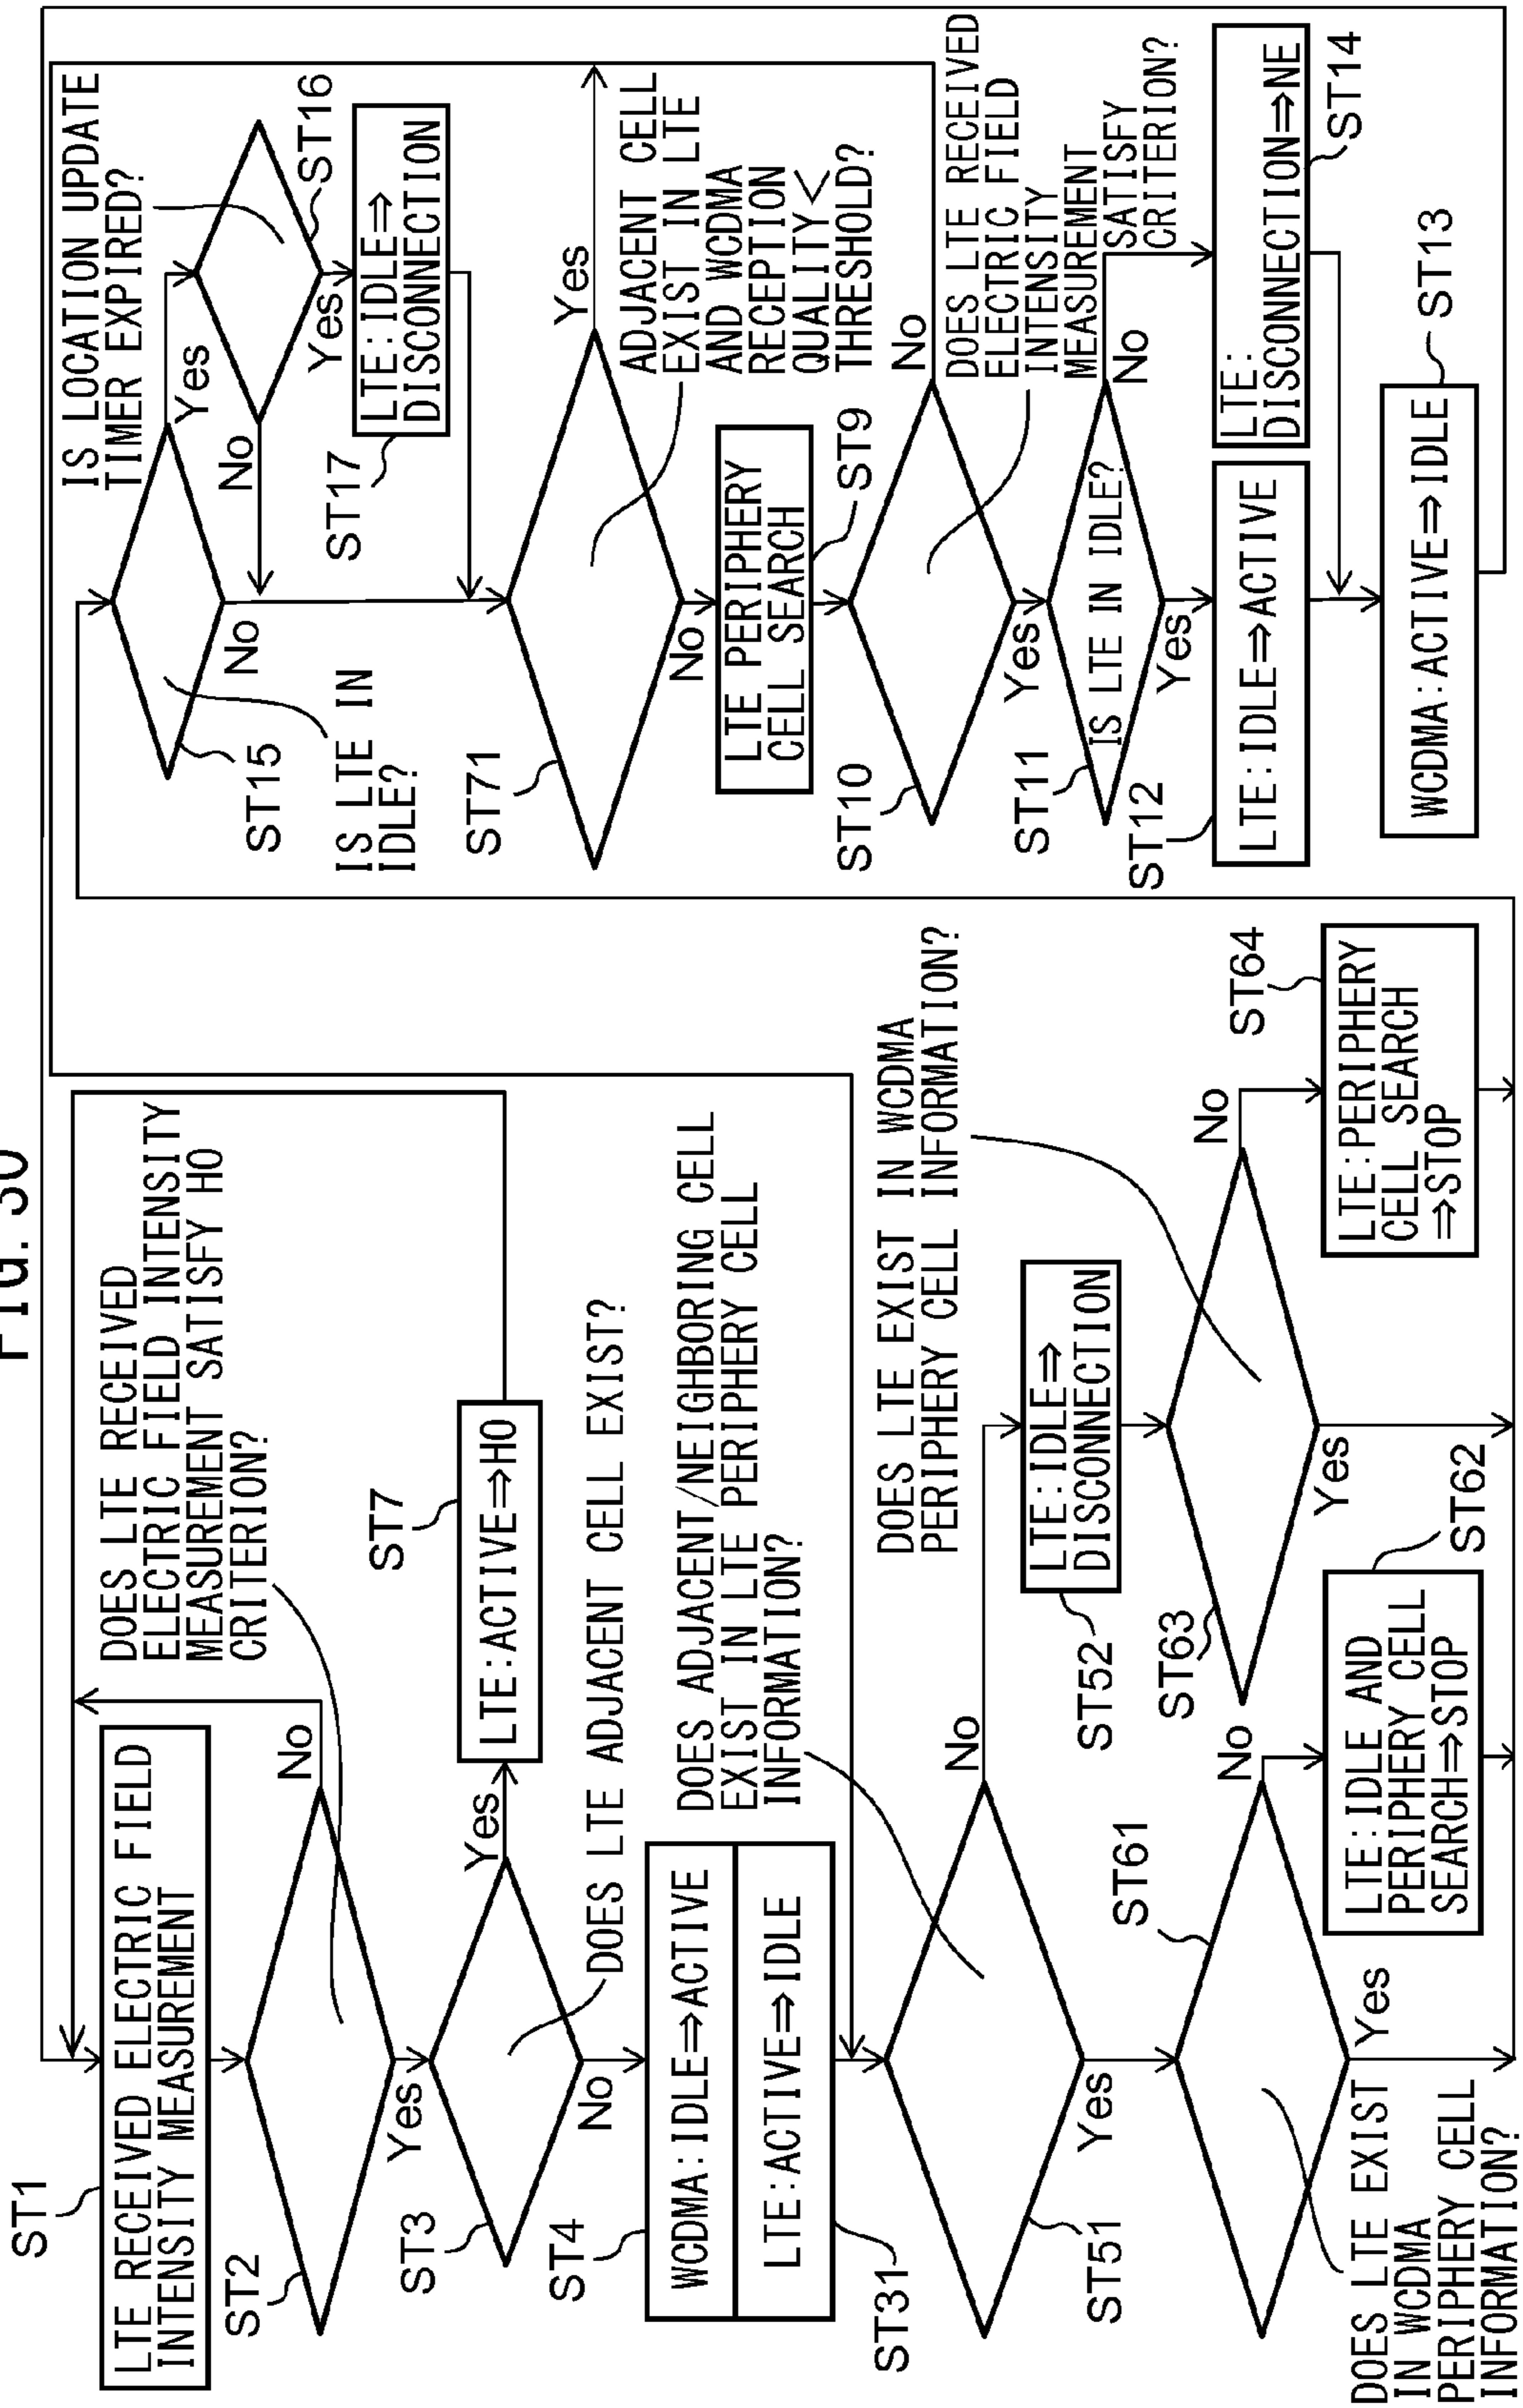 FIG. 30
ST1
LTE RECEIVED ELECTRIC FIELD
INTENSITY MEASUREMENT
ST2
DOES LTE RECEIVED
ELECTRIC FIELD INTENSITY
MEASUREMENT SATISFY HO
CRITERION?
No
Yes
ST3
DOES LTE ADJACENT CELL EXIST?
Yes
No
ST7
LTE:ACTIVE⇒HO
ST4
WCDMA:IDLE⇒ACTIVE
LTE:ACTIVE⇒IDLE
ST31
DOES ADJACENT/NEIGHBORING CELL
EXIST IN LTE PERIPHERY CELL
INFORMATION?
ST51
No
Yes
ST52
LTE:IDLE⇒
DISCONNECTION
ST61
DOES LTE EXIST
IN WCDMA
PERIPHERY CELL
INFORMATION?
No
Yes
ST62
LTE:IDLE AND
PERIPHERY CELL
SEARCH⇒STOP
ST63
DOES LTE EXIST IN WCDMA
PERIPHERY CELL INFORMATION?
No
Yes
ST64
LTE:PERIPHERY
CELL SEARCH
⇒STOP
ST15
IS LTE IN
IDLE?
Yes
No
IS LOCATION UPDATE
TIMER EXPIRED?
ST16
No
Yes
ST17
LTE:IDLE⇒
DISCONNECTION
ST71
ADJACENT CELL
EXIST IN LTE
AND WCDMA
RECEPTION
QUALITY<
THRESHOLD?
Yes
No
ST9
LTE PERIPHERY
CELL SEARCH
ST10
DOES LTE RECEIVED
ELECTRIC FIELD
INTENSITY
MEASUREMENT
SATISFY
CRITERION?
No
Yes
ST11
IS LTE IN IDLE?
No
Yes
ST12
LTE:IDLE⇒ACTIVE
LTE:
DISCONNECTION⇒NE
ST14
WCDMA:ACTIVE⇒IDLE
ST13